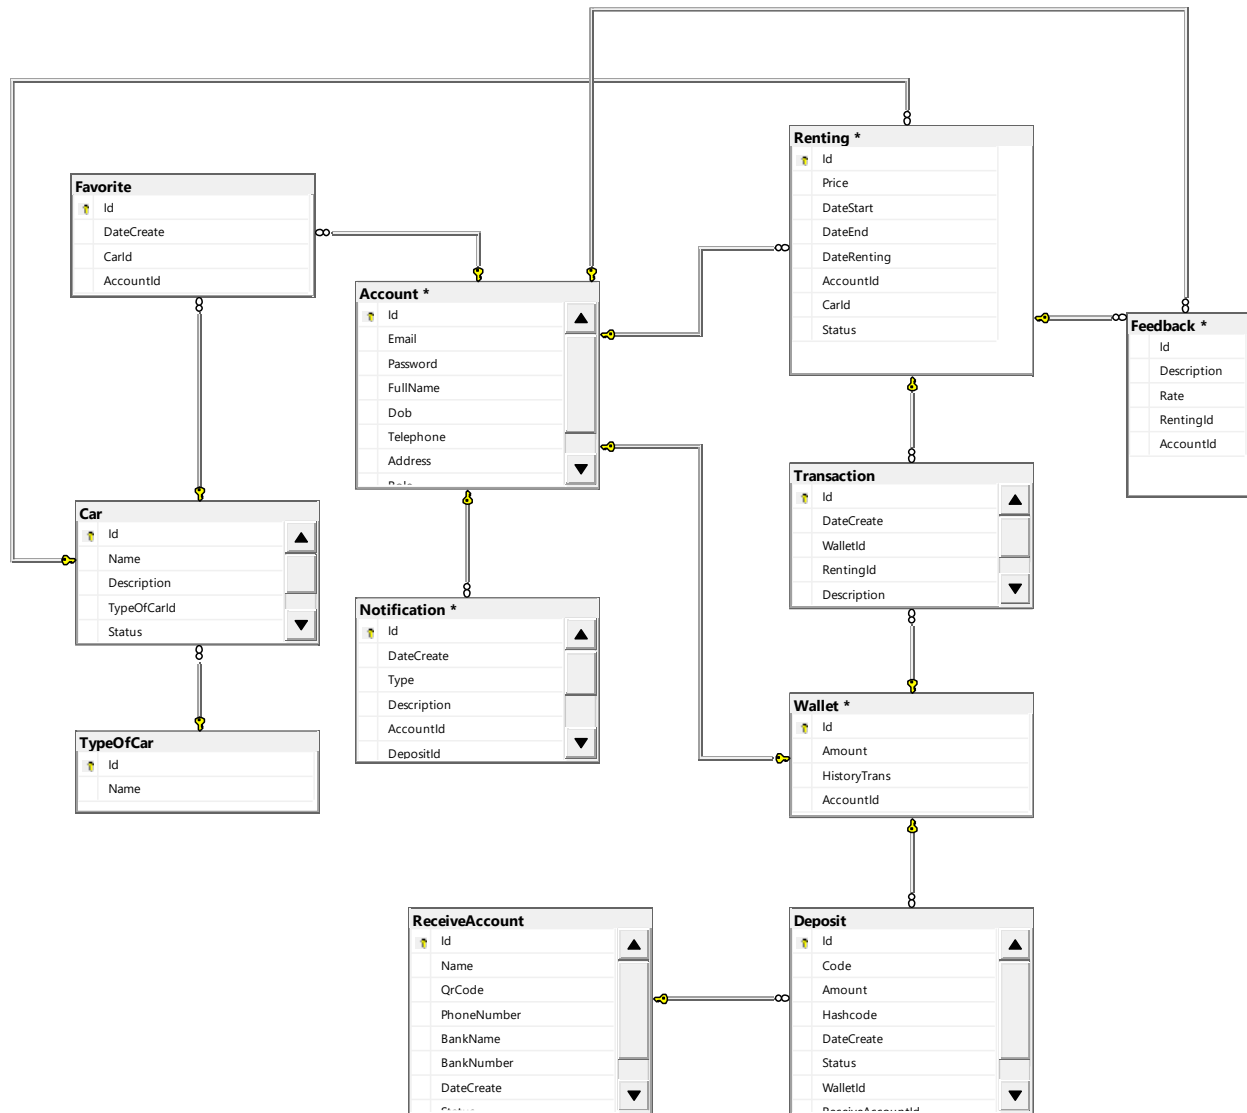 Renting *
Id
Price
DateStart
DateEnd
DateRenting
AccountId
CarId
Status
Favorite
Id
DateCreate
CarId
AccountId
Account *
Id
Email
Password
FullName
Dob
Telephone
Address
Feedback *
Id
Description
Rate
RentingId
AccountId
Transaction
Id
DateCreate
WalletId
RentingId
Description
Car
Id
Name
Description
TypeOfCarId
Status
Notification *
Id
DateCreate
Type
Description
AccountId
DepositId
Wallet *
Id
Amount
HistoryTrans
AccountId
TypeOfCar
Id
Name
ReceiveAccount
Id
Name
QrCode
PhoneNumber
BankName
BankNumber
DateCreate
Deposit
Id
Code
Amount
Hashcode
DateCreate
Status
WalletId
ReceiveAccountId